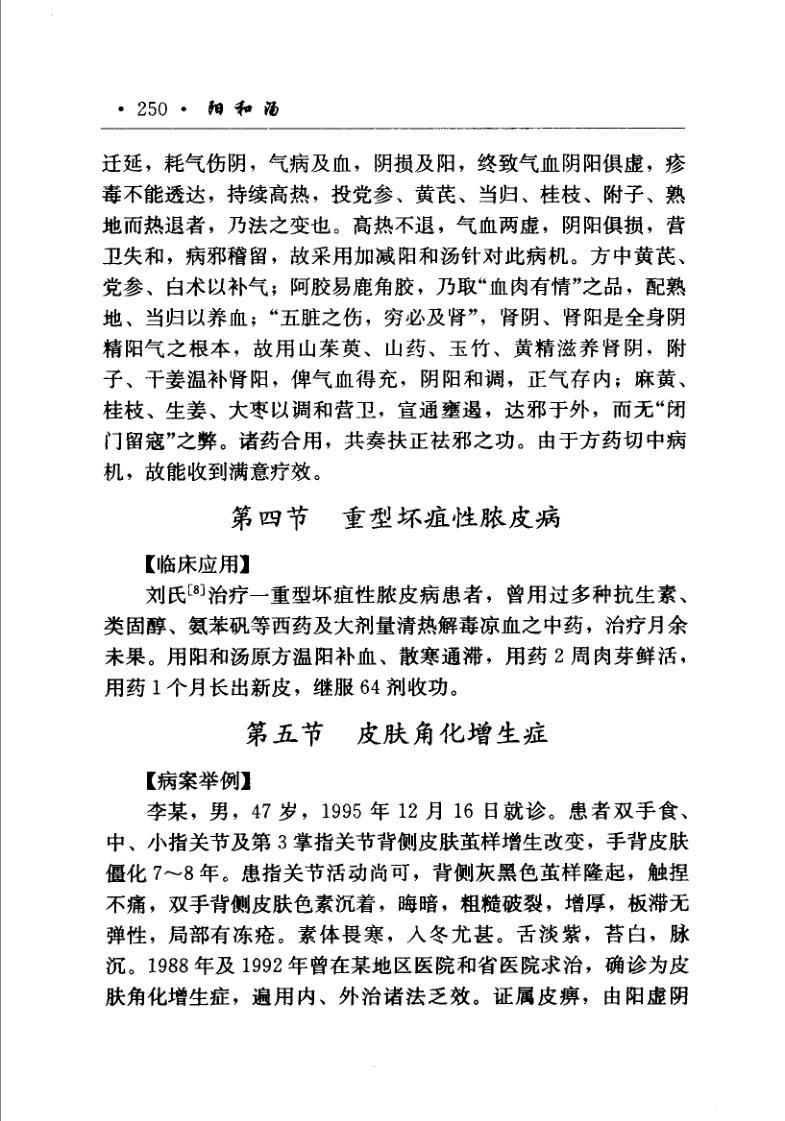 · 250 · 阳和汤
迁延，耗气伤阴，气病及血，阴损及阳，终致气血阴阳俱虚，疹
毒不能透达，持续高热，投党参、黄芪、当归、桂枝、附子、熟
地而热退者，乃法之变也。高热不退，气血两虚，阴阳俱损，营
卫失和，病邪稽留，故采用加减阳和汤针对此病机。方中黄芪、
党参、白术以补气；阿胶易鹿角胶，乃取“血肉有情”之品，配熟
地、当归以养血；“五脏之伤，穷必及肾”，肾阴、肾阳是全身阴
精阳气之根本，故用山茱萸、山药、玉竹、黄精滋养肾阴，附
子、干姜温补肾阳，俾气血得充，阴阳和调，正气存内；麻黄、
桂枝、生姜、大枣以调和营卫，宣通壅遏，达邪于外，而无“闭
门留寇”之弊。诸药合用，共奏扶正祛邪之功。由于方药切中病
机，故能收到满意疗效。
第四节 重型坏疽性脓皮病
【临床应用】
刘氏[8]治疗一重型坏疽性脓皮病患者，曾用过多种抗生素、
类固醇、氨苯矾等西药及大剂量清热解毒凉血之中药，治疗月余
未果。用阳和汤原方温阳补血、散寒通滞，用药 2 周肉芽鲜活，
用药 1 个月长出新皮，继服 64 剂收功。
第五节 皮肤角化增生症
【病案举例】
李某，男，47 岁，1995 年 12 月 16 日就诊。患者双手食、
中、小指关节及第 3 掌指关节背侧皮肤茧样增生改变，手背皮肤
僵化 7～8 年。患指关节活动尚可，背侧灰黑色茧样隆起，触捏
不痛，双手背侧皮肤色素沉着，晦暗，粗糙破裂，增厚，板滞无
弹性，局部有冻疮。素体畏寒，入冬尤甚。舌淡紫，苔白，脉
沉。1988 年及 1992 年曾在某地区医院和省医院求治，确诊为皮
肤角化增生症，遍用内、外治诸法乏效。证属皮痹，由阳虚阴